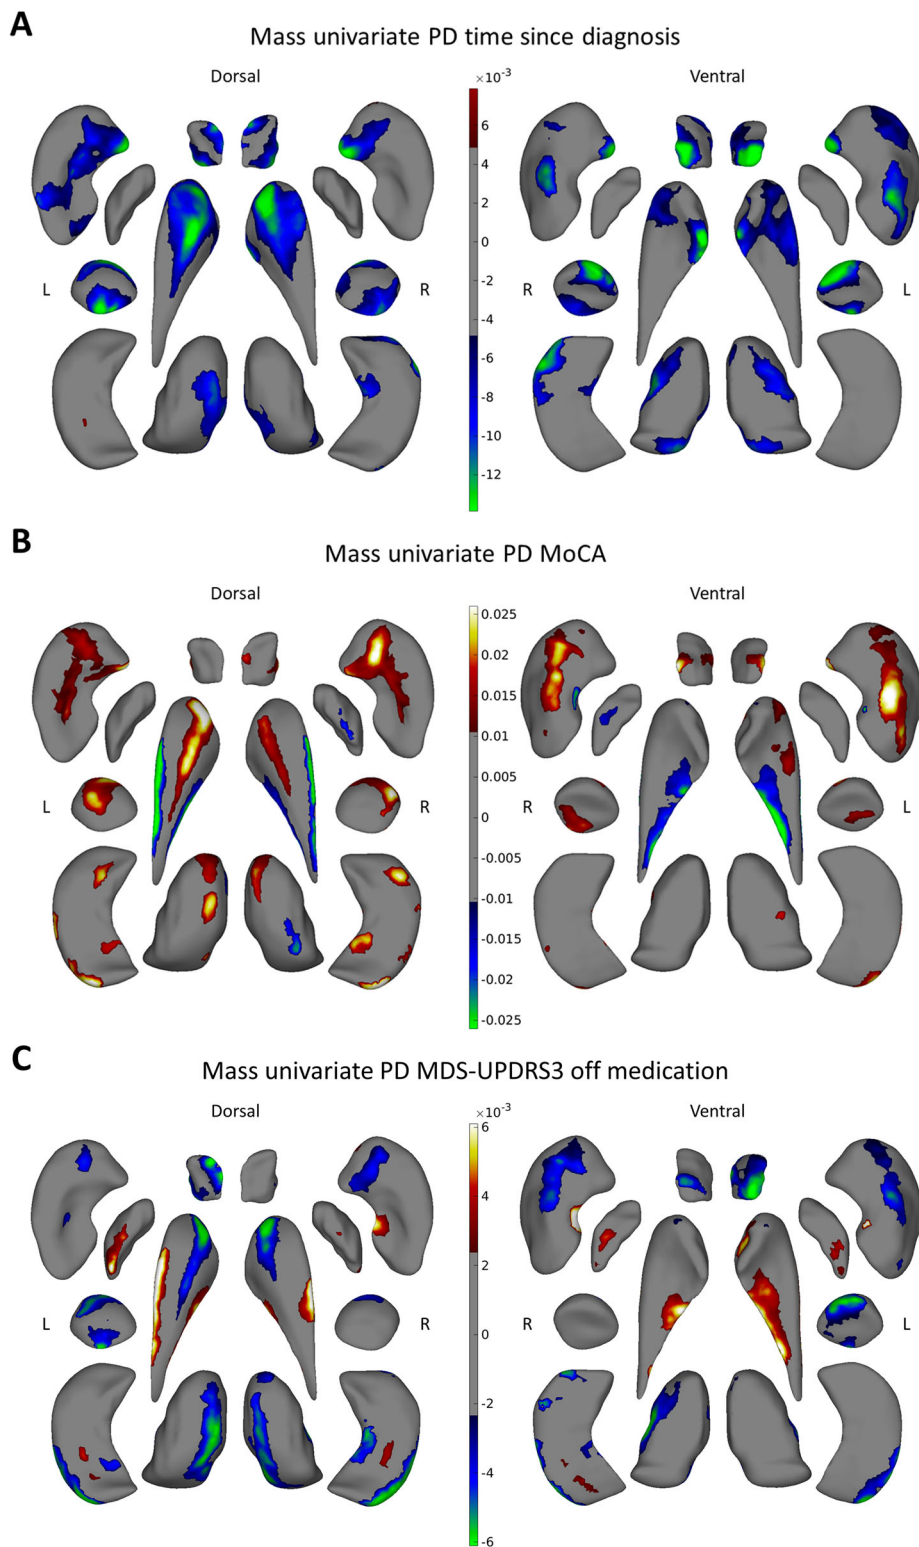 A
Mass univariate PD time since diagnosis
Dorsal
×10⁻³
Ventral
6
4
2
0
-2
-4
-6
-8
-10
-12
L
R
R
L
B
Mass univariate PD MoCA
Dorsal
Ventral
0.025
0.02
0.015
0.01
0.005
0
-0.005
-0.01
-0.015
-0.02
-0.025
L
R
R
L
C
Mass univariate PD MDS-UPDRS3 off medication
Dorsal
×10⁻³
Ventral
6
4
2
0
-2
-4
-6
L
R
R
L